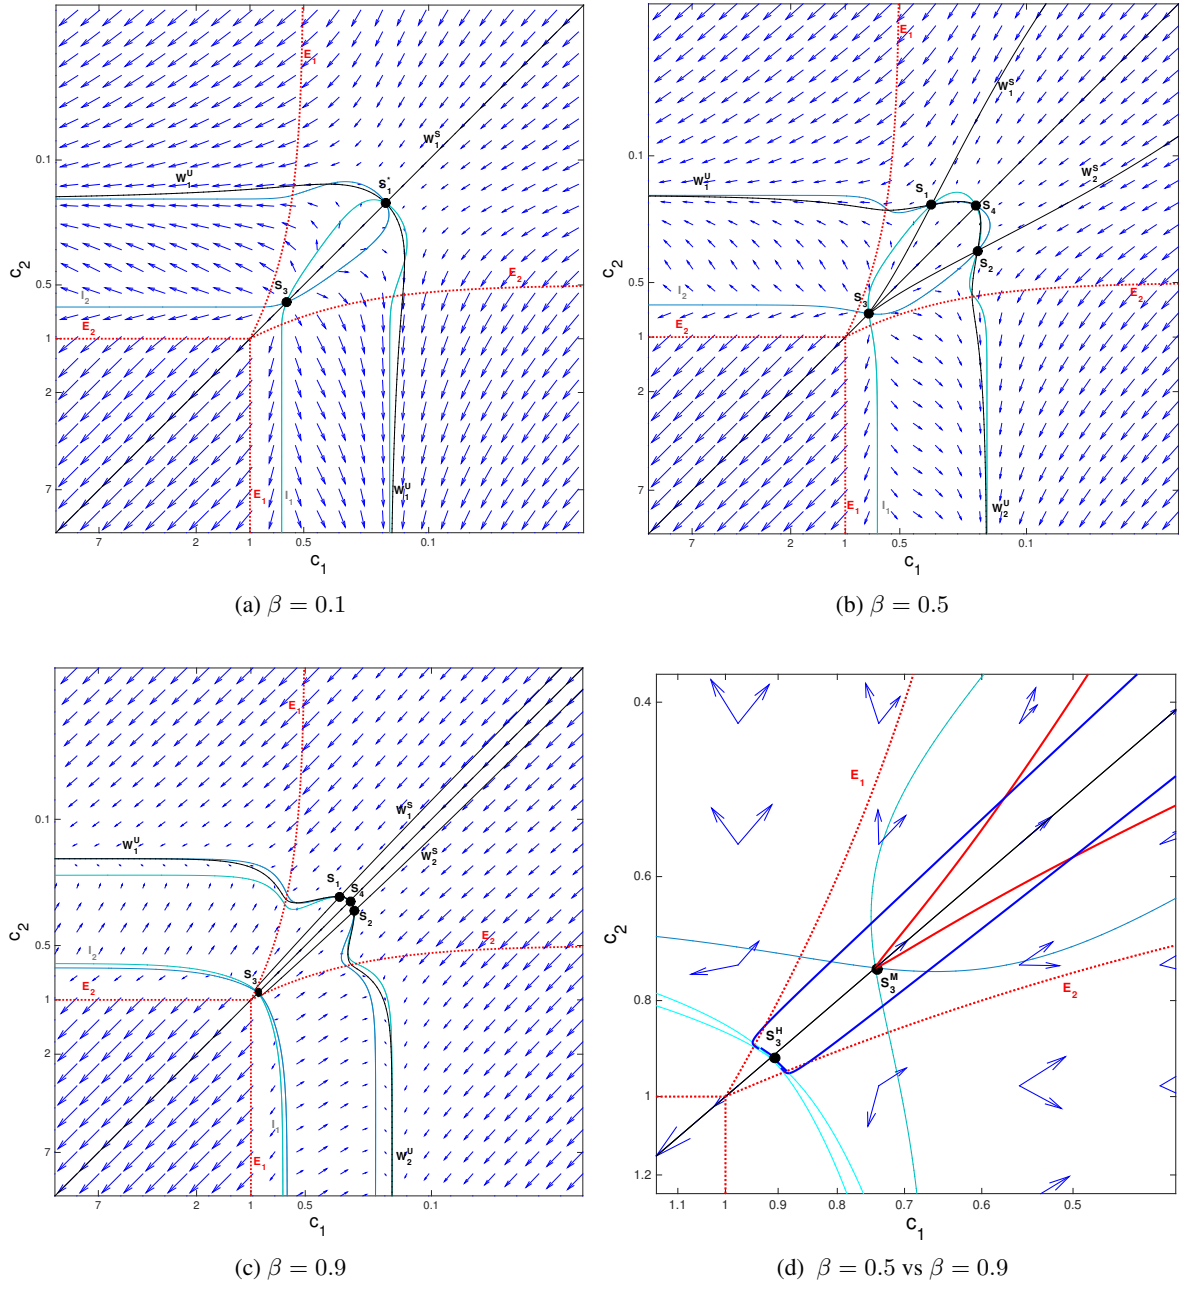 E1
W1S
0.1
W1U
S1*
c2
S3
E2
0.5
I2
E2
1
2
7
E1
I1
W1U
7
2
1
0.5
0.1
c1
(a) β = 0.1
E1
W1S
0.1
W2S
W1U
S1
S4
c2
S2
0.5
I2
S3
E2
E2
1
2
7
E1
I1
W2U
7
2
1
0.5
0.1
c1
(b) β = 0.5
E1
0.1
W1S
W1U
W2S
S1
S4
S2
c2
0.5
E2
I2
S3
E2
1
2
I1
7
E1
W2U
7
2
1
0.5
0.1
c1
(c) β = 0.9
0.4
E1
0.6
c2
S3M
E2
0.8
S3H
1
1.2
1.1
1
0.9
0.8
0.7
0.6
0.5
c1
(d) β = 0.5 vs β = 0.9